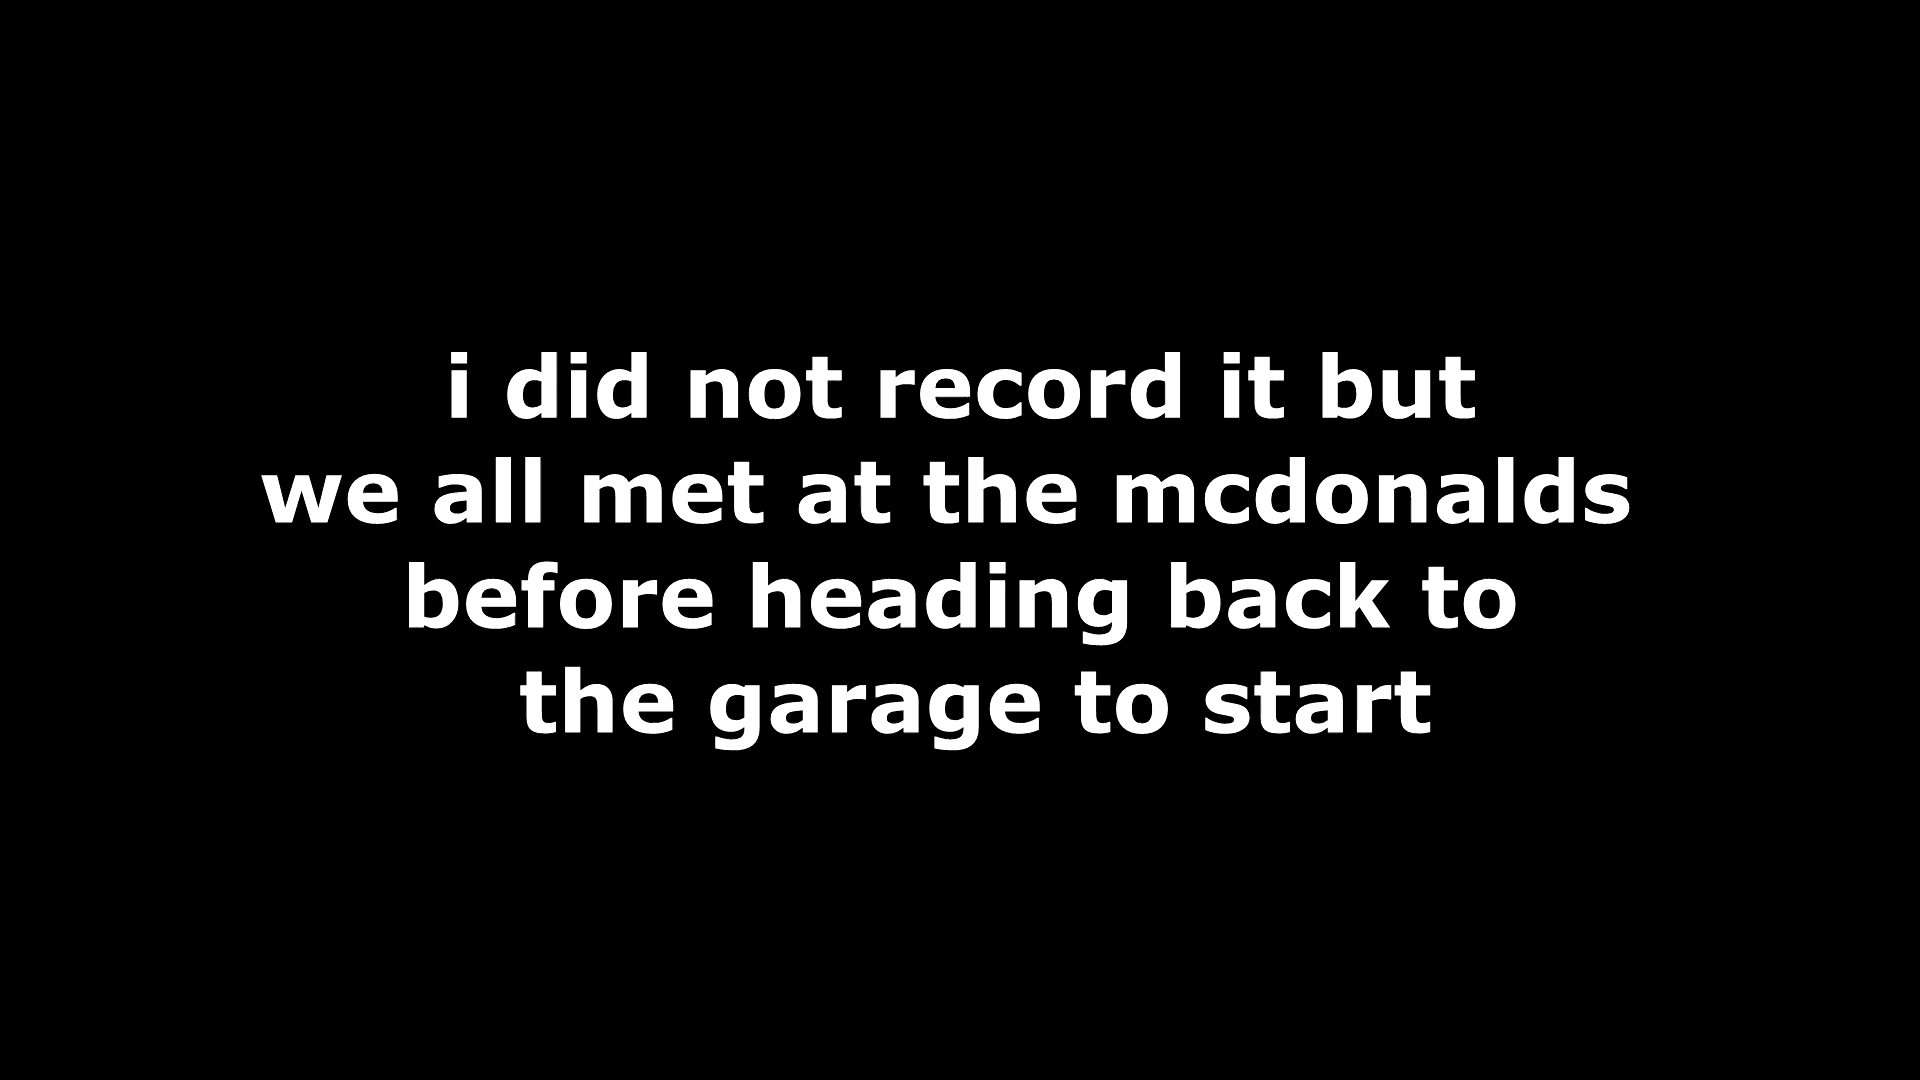 i did not record it but
we all met at the mcdonalds
before heading back to
the garage to start